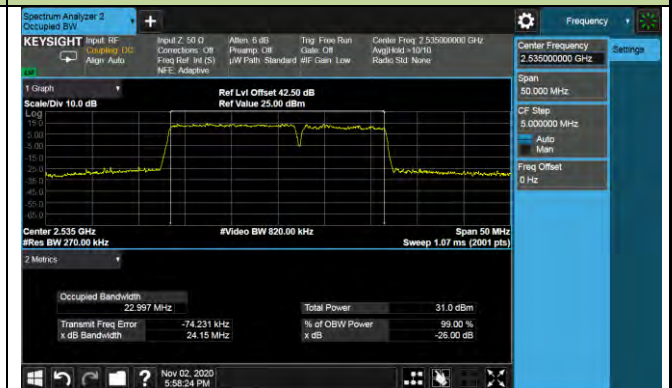 Spectrum Analyzer 2
Occupied BW
+
Frequency
KEYSIGHT
Input: RF
Coupling: DC
Align: Auto
Input Z: 50 Ω
Corrections: Off
Freq Ref: Int (S)
NFE: Adaptive
Atten: 6 dB
Preamp: Off
µW Path: Standard
Trig: Free Run
Gate: Off
#IF Gain: Low
Center Freq: 2.535000000 GHz
Avg|Hold:>10/10
Radio Std: None
1 Graph
Scale/Div 10.0 dB
Ref Lvl Offset 42.50 dB
Ref Value 25.00 dBm
Log
15.0
5.00
-5.00
-15.0
-25.0
-35.0
-45.0
-55.0
-65.0
Center 2.535 GHz
#Video BW 820.00 kHz
Span 50 MHz
#Res BW 270.00 kHz
Sweep 1.07 ms (2001 pts)
2 Metrics
Occupied Bandwidth
22.997 MHz
Total Power
31.0 dBm
Transmit Freq Error
-74.231 kHz
% of OBW Power
99.00 %
x dB Bandwidth
24.15 MHz
x dB
-26.00 dB
Center Frequency
2.535000000 GHz
Settings
Span
50.000 MHz
CF Step
5.000000 MHz
Auto
Man
Freq Offset
0 Hz
?
Nov 02, 2020
5:58:24 PM